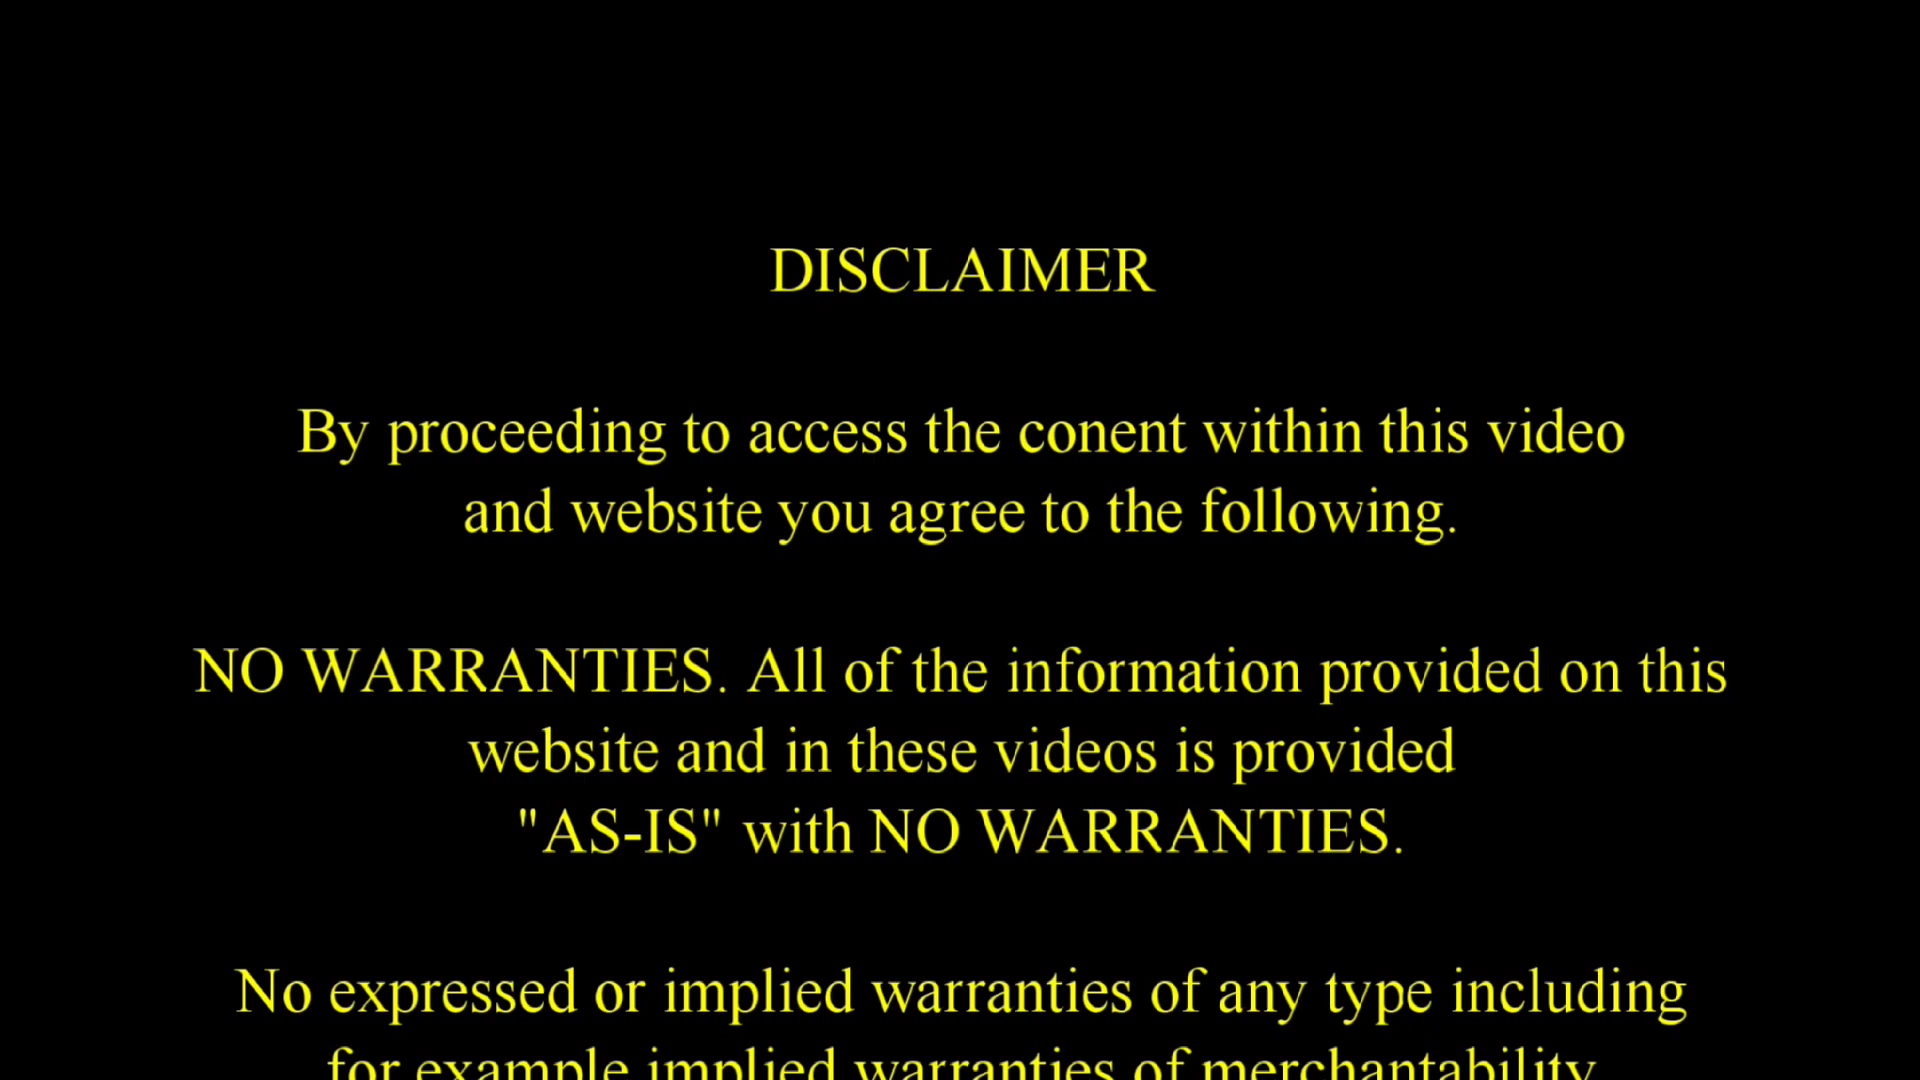 DISCLAIMER
By proceeding to access the conent within this video
and website you agree to the following.
NO WARRANTIES. All of the information provided on this
website and in these videos is provided
"AS-IS" with NO WARRANTIES.
No expressed or implied warranties of any type including
for example implied warranties of merchantability